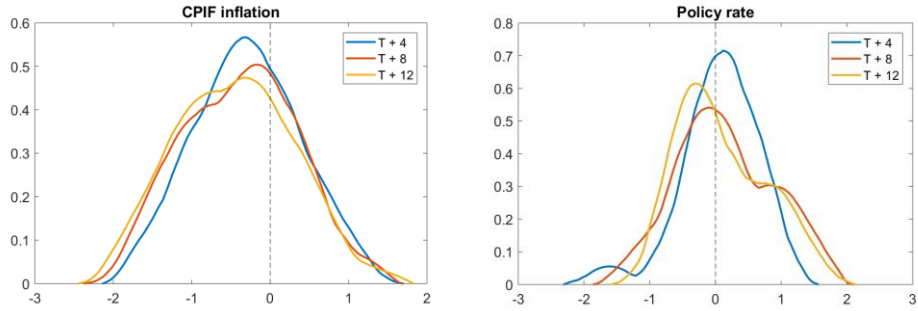 CPIF inflation
0.6
0.5
0.4
0.3
0.2
0.1
0
-3 -2 -1 0 1 2
T + 4
T + 8
T + 12
Policy rate
0.8
0.7
0.6
0.5
0.4
0.3
0.2
0.1
0
-3 -2 -1 0 1 2 3
T + 4
T + 8
T + 12